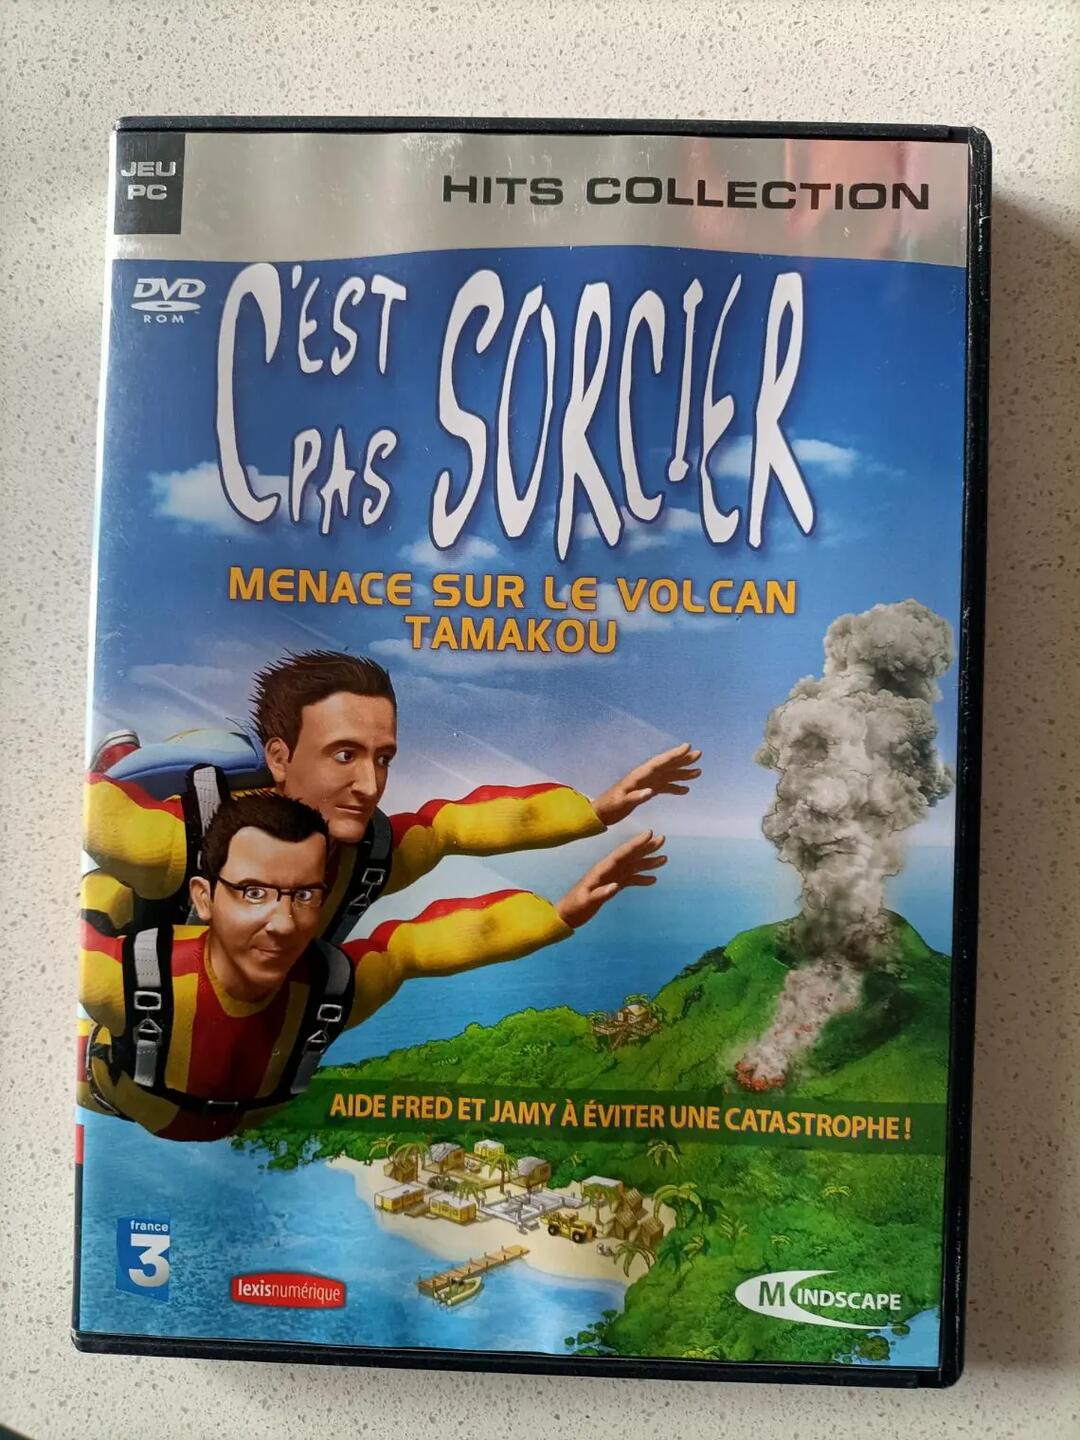 JEU
PC
HITS COLLECTION
DVD
ROM
C'EST
PAS SORCIER
MENACE SUR LE VOLCAN
TAMAKOU
AIDE FRED ET JAMY À ÉVITER UNE CATASTROPHE !
france
3
lexisnumérique
MINDSCAPE